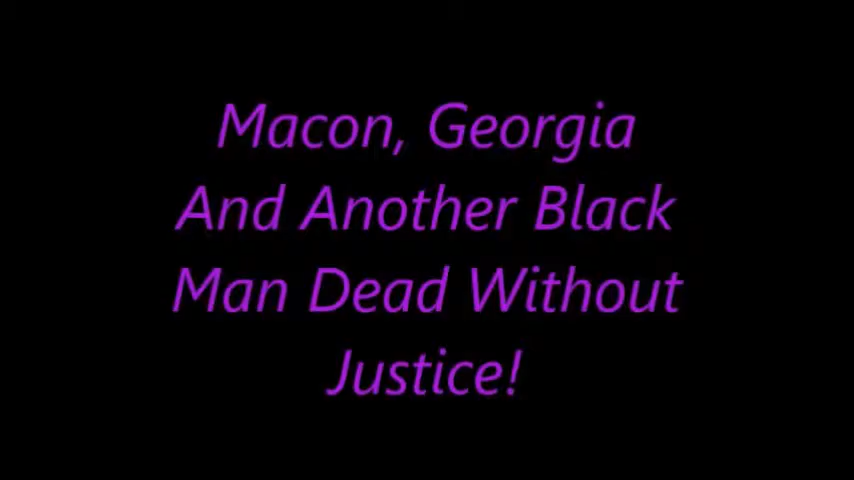 Macon, Georgia
And Another Black
Man Dead Without
Justice!